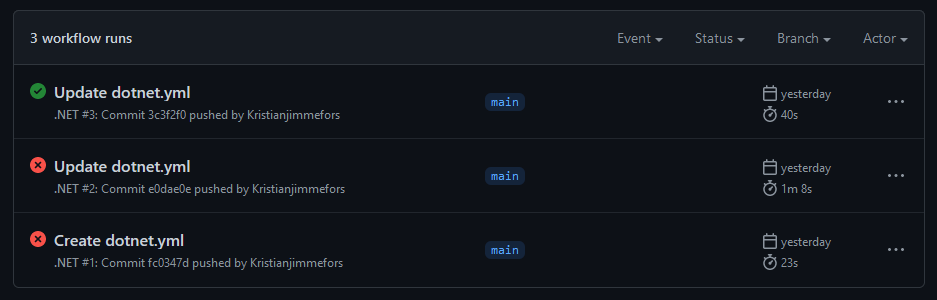 3 workflow runs
Event Status Branch Actor
Update dotnet.yml
.NET #3: Commit 3c3f2f0 pushed by Kristianjimmefors
main
yesterday
40s
Update dotnet.yml
.NET #2: Commit e0dae0e pushed by Kristianjimmefors
main
yesterday
1m 8s
Create dotnet.yml
.NET #1: Commit fc0347d pushed by Kristianjimmefors
main
yesterday
23s